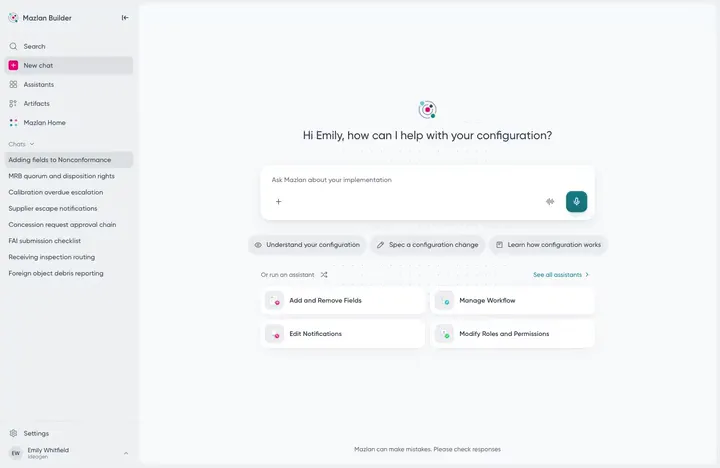 Mazlan Builder
Search
New chat
Assistants
Artifacts
Mazlan Home
Chats
Adding fields to Nonconformance
MRB quorum and disposition rights
Calibration overdue escalation
Supplier escape notifications
Concession request approval chain
FAI submission checklist
Receiving inspection routing
Foreign object debris reporting
Settings
EW
Emily Whitfield
Ideagen
Hi Emily, how can I help with your configuration?
Ask Mazlan about your implementation
Understand your configuration
Spec a configuration change
Learn how configuration works
Or run an assistant
See all assistants
Add and Remove Fields
Manage Workflow
Edit Notifications
Modify Roles and Permissions
Mazlan can make mistakes. Please check responses